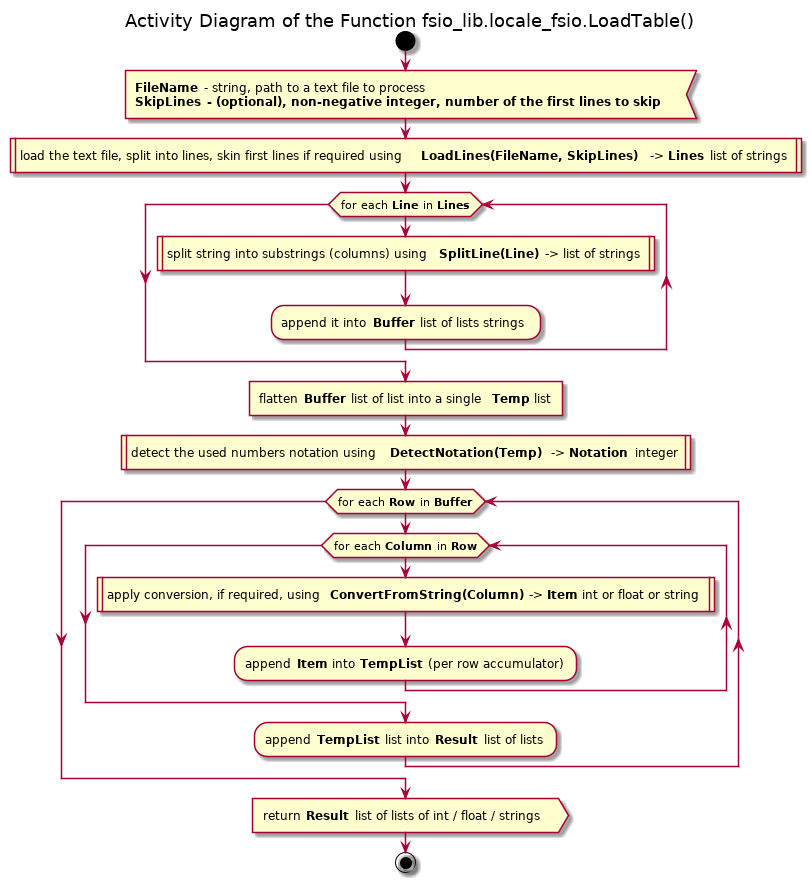 Activity Diagram of the Function fsio_lib.locale_fsio.LoadTable()
FileName - string, path to a text file to process
SkipLines - (optional), non-negative integer, number of the first lines to skip
load the text file, split into lines, skin first lines if required using LoadLines(FileName, SkipLines) -> Lines list of strings
for each Line in Lines
split string into substrings (columns) using SplitLine(Line) -> list of strings
append it into Buffer list of lists strings
flatten Buffer list of list into a single Temp list
detect the used numbers notation using DetectNotation(Temp) -> Notation integer
for each Row in Buffer
for each Column in Row
apply conversion, if required, using ConvertFromString(Column) -> Item int or float or string
append Item into TempList (per row accumulator)
append TempList list into Result list of lists
return Result list of lists of int / float / strings